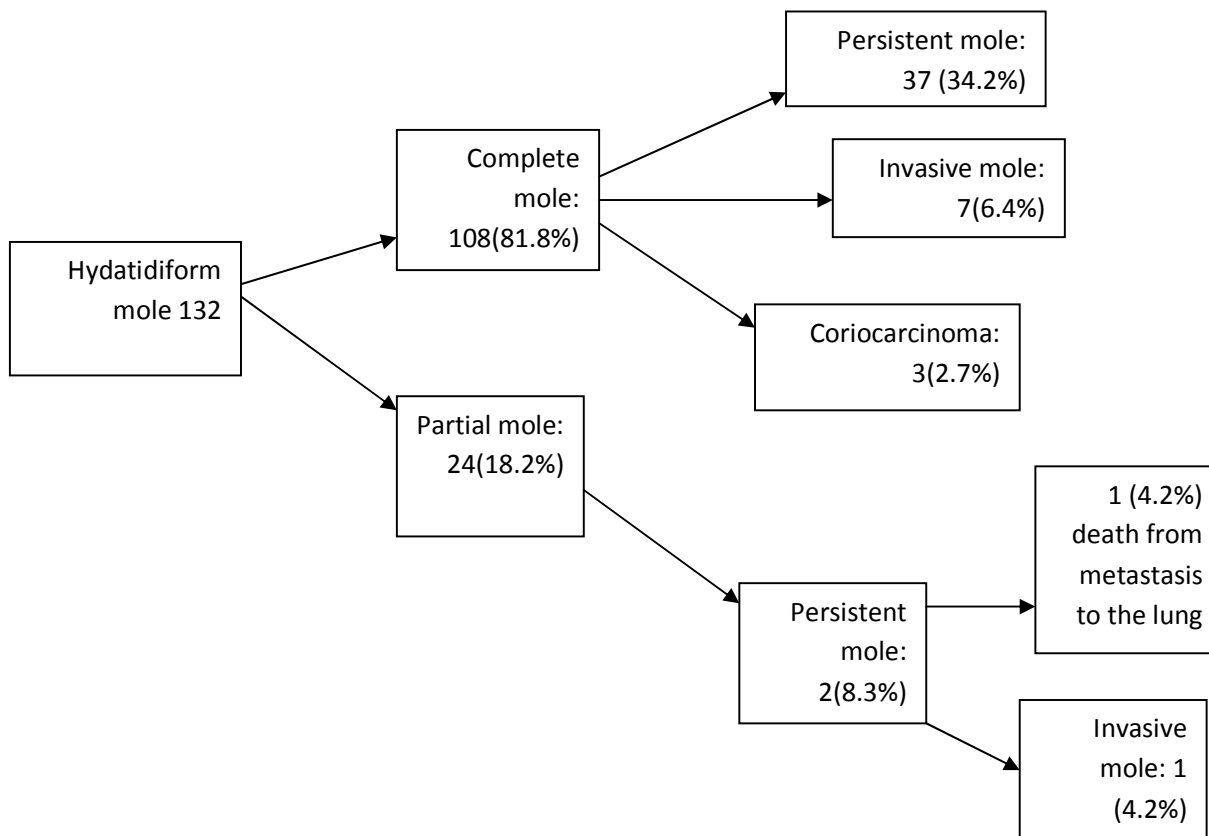 Hydatidiform
mole 132
Complete
mole:
108(81.8%)
Partial mole:
24(18.2%)
Persistent mole:
37 (34.2%)
Invasive mole:
7(6.4%)
Coriocarcinoma:
3(2.7%)
Persistent
mole:
2(8.3%)
1 (4.2%)
death from
metastasis
to the lung
Invasive
mole: 1
(4.2%)